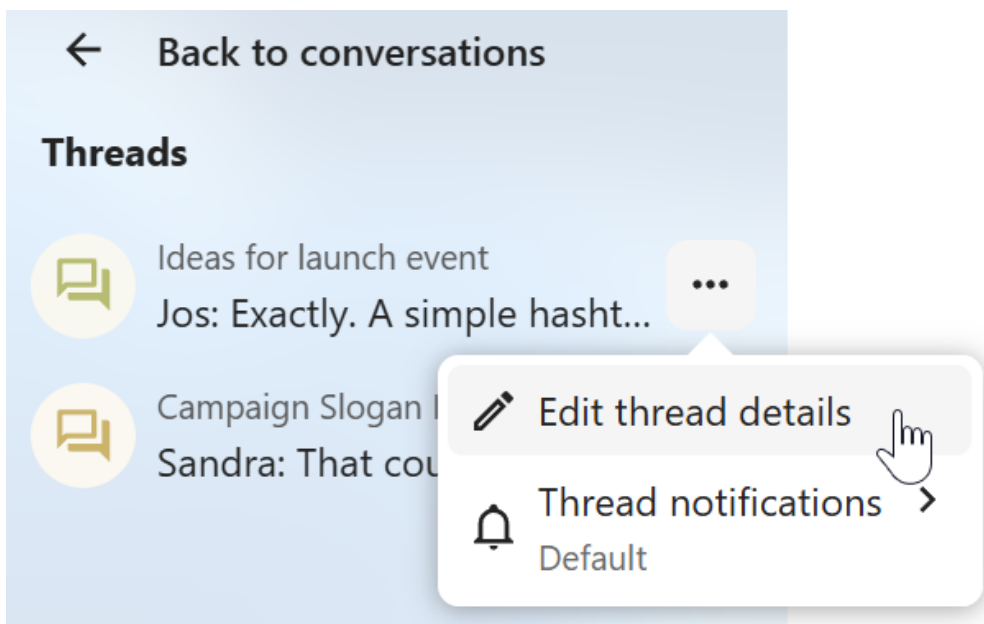 Back to conversations
Threads
Ideas for launch event
Jos: Exactly. A simple hasht...
Campaign Slogan
Sandra: That cou
Edit thread details
Thread notifications
Default